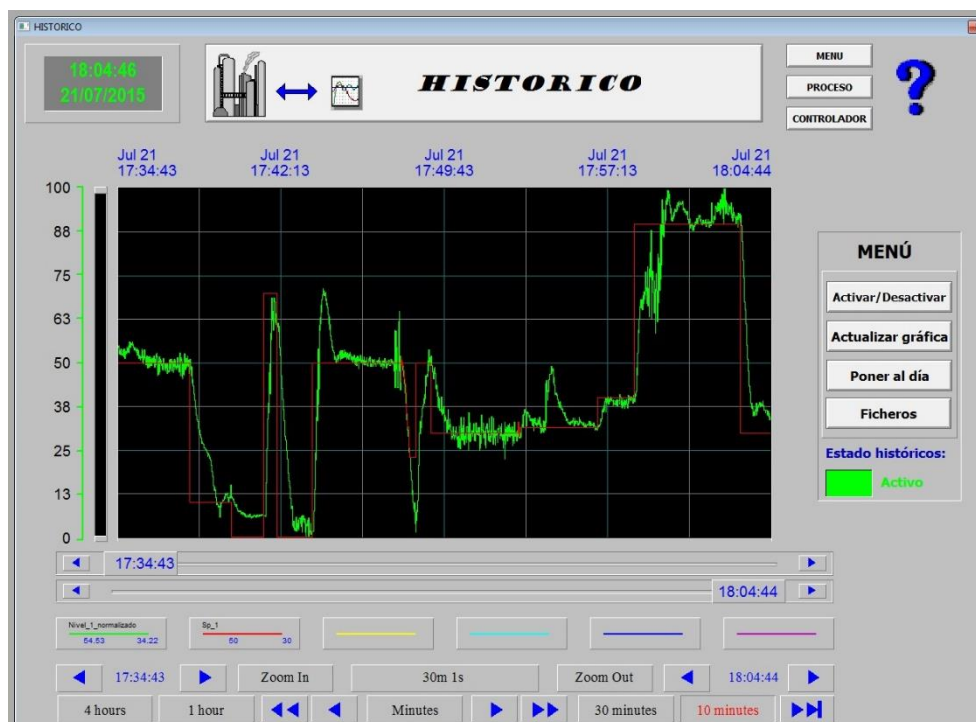 HISTORICO
18:04:46
21/07/2015
HISTORICO
MENU
PROCESO
CONTROLADOR
?
Jul 21 Jul 21 Jul 21 Jul 21 Jul 21
17:34:43 17:42:13 17:49:43 17:57:13 18:04:44
100
88
75
63
50
38
25
13
0
MENÚ
Activar/Desactivar
Actualizar gráfica
Poner al día
Ficheros
Estado históricos:
Activo
17:34:43
18:04:44
Nivel_1_normalizado Sp_1
54.53 34.22 50 30
17:34:43 Zoom In 30m 1s Zoom Out 18:04:44
4 hours 1 hour Minutes 30 minutes 10 minutes